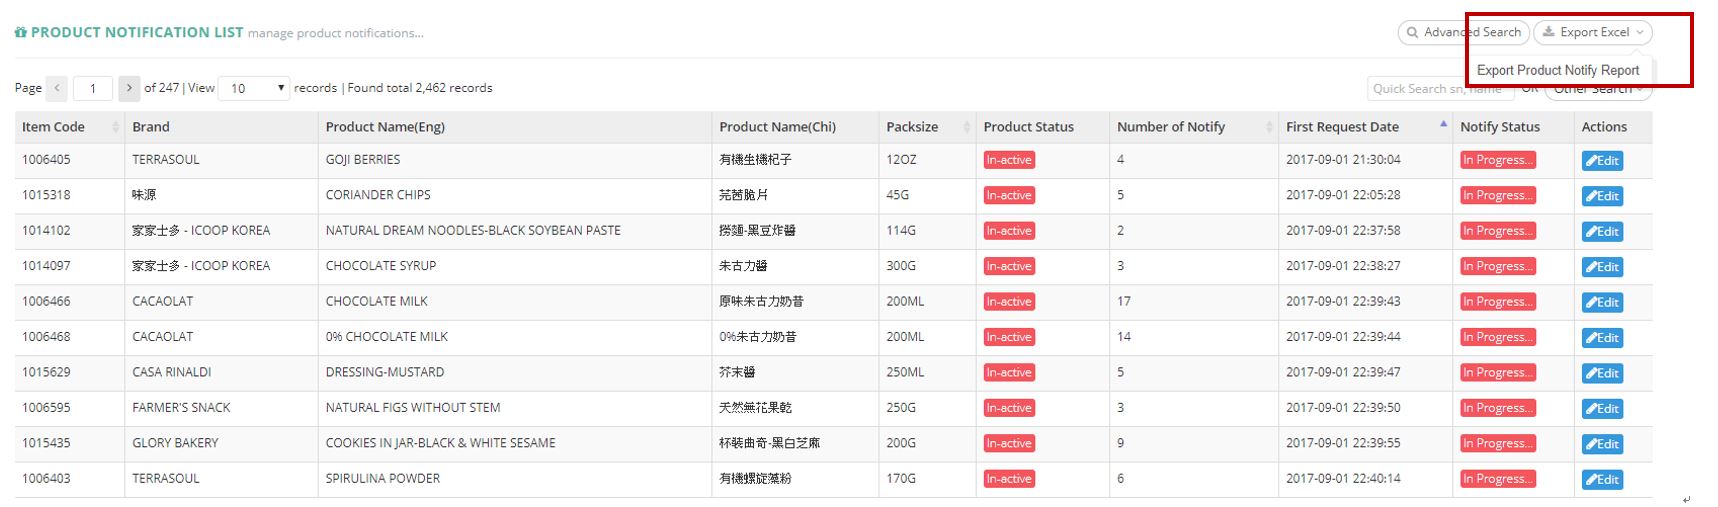 PRODUCT NOTIFICATION LIST manage product notifications... Advanced Search Export Excel
Export Product Notify Report
Page 1 of 247 | View 10 records | Found total 2,462 records Quick Search sn, name OR Other Search
Item Code Brand Product Name(Eng) Product Name(Chi) Packsize Product Status Number of Notify First Request Date Notify Status Actions
1006405 TERRASOUL GOJI BERRIES 有機生機杞子 12OZ In-active 4 2017-09-01 21:30:04 In Progress... Edit
1015318 味源 CORIANDER CHIPS 芫茜脆片 45G In-active 5 2017-09-01 22:05:28 In Progress... Edit
1014102 家家士多 - ICOOP KOREA NATURAL DREAM NOODLES-BLACK SOYBEAN PASTE 撈麵-黑豆炸醬 114G In-active 2 2017-09-01 22:37:58 In Progress... Edit
1014097 家家士多 - ICOOP KOREA CHOCOLATE SYRUP 朱古力醬 300G In-active 3 2017-09-01 22:38:27 In Progress... Edit
1006466 CACAOLAT CHOCOLATE MILK 原味朱古力奶昔 200ML In-active 17 2017-09-01 22:39:43 In Progress... Edit
1006468 CACAOLAT 0% CHOCOLATE MILK 0%朱古力奶昔 200ML In-active 14 2017-09-01 22:39:44 In Progress... Edit
1015629 CASA RINALDI DRESSING-MUSTARD 芥末醬 250ML In-active 5 2017-09-01 22:39:47 In Progress... Edit
1006595 FARMER'S SNACK NATURAL FIGS WITHOUT STEM 天然無花果乾 250G In-active 3 2017-09-01 22:39:50 In Progress... Edit
1015435 GLORY BAKERY COOKIES IN JAR-BLACK & WHITE SESAME 杯裝曲奇-黑白芝麻 200G In-active 9 2017-09-01 22:39:55 In Progress... Edit
1006403 TERRASOUL SPIRULINA POWDER 有機螺旋藻粉 170G In-active 6 2017-09-01 22:40:14 In Progress... Edit